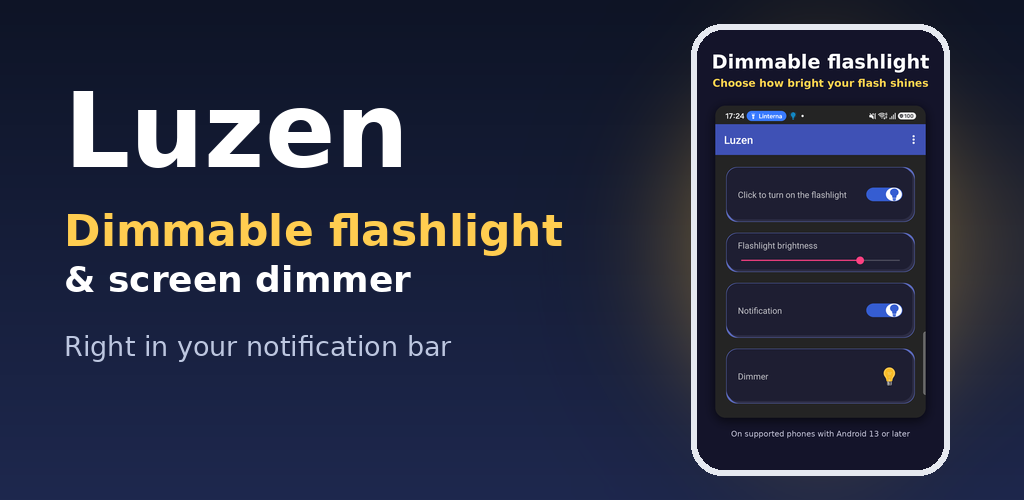 Luzen
Dimmable flashlight
& screen dimmer
Right in your notification bar
Dimmable flashlight
Choose how bright your flash shines
17:24 Linterna 100
Luzen
Click to turn on the flashlight
Flashlight brightness
Notification
Dimmer
On supported phones with Android 13 or later